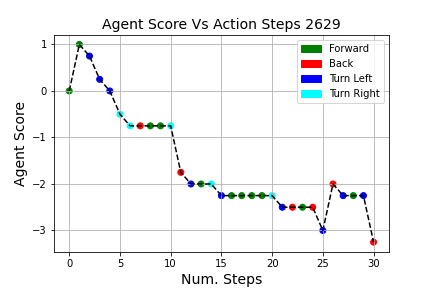 Agent Score Vs Action Steps 2629
Forward
Back
Turn Left
Turn Right
Agent Score
1
0
−1
−2
−3
0 5 10 15 20 25 30
Num. Steps